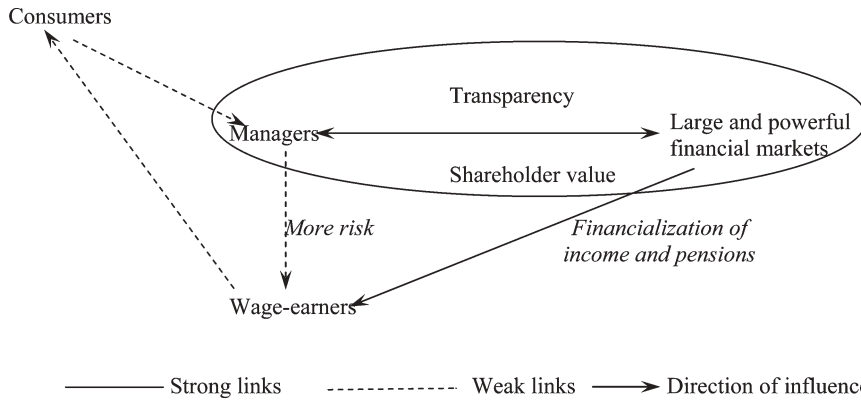 Consumers
Transparency
Managers
Large and powerful
financial markets
Shareholder value
More risk
Financialization of
income and pensions
Wage-earners
Strong links
Weak links
Direction of influence